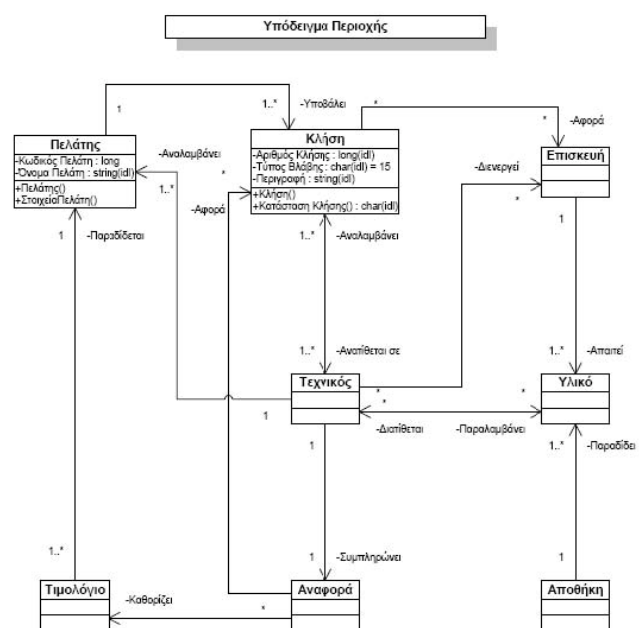 Υπόδειγμα Περιοχής
1
1..*
-Υποβάλει
*
*
-Αφορά
Πελάτης
-Κωδικός Πελάτη : long
-Όνομα Πελάτη : string(idl)
+Πελάτης()
+ΣτοιχείαΠελάτη()
-Αναλαμβάνει
1..*
*
-Αφορά
Κλήση
-Αριθμός Κλήσης : long(idl)
-Τύπος Βλάβης : char(idl) = 15
-Περιγραφή : string(idl)
+Κλήση()
+Κατάσταση Κλήσης() : char(idl)
Επισκευή
-Διενεργεί
*
1
-Παραδίδεται
1..*
-Αναλαμβάνει
1
1..*
-Ανατίθεται σε
1..*
-Απαιτεί
Τεχνικός
Υλικό
*
*
*
1
1
-Διατίθεται
-Παραλαμβάνει
*
1..*
-Παραδίδει
1..*
1
-Συμπληρώνει
1
Τιμολόγιο
-Καθορίζει
*
Αναφορά
Αποθήκη